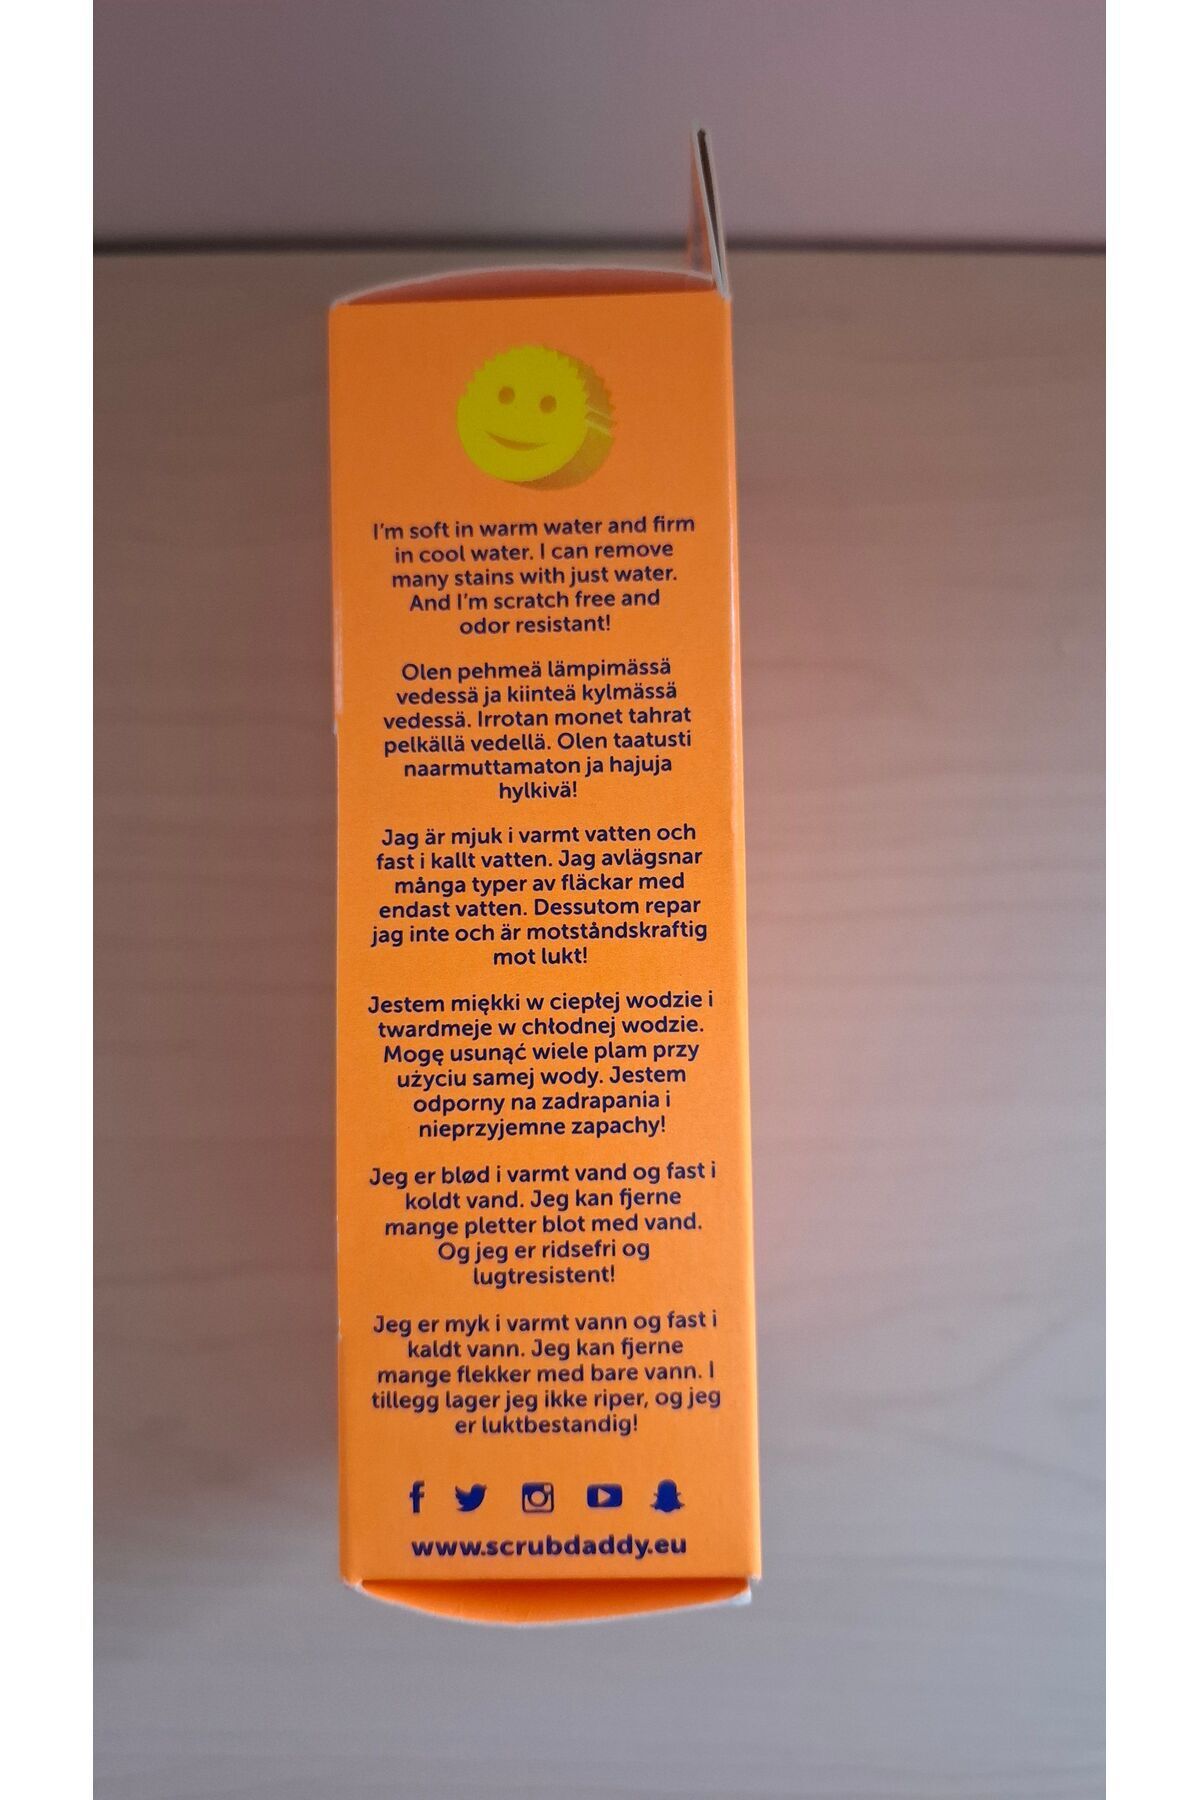 I'm soft in warm water and firm
in cool water. I can remove
many stains with just water.
And I'm scratch free and
odor resistant!
Olen pehmeä lämpimässä
vedessä ja kiinteä kylmässä
vedessä. Irrotan monet tahrat
pelkällä vedellä. Olen taatusti
naarmuttamaton ja hajuja
hylkivä!
Jag är mjuk i varmt vatten och
fast i kallt vatten. Jag avlägsnar
många typer av fläckar med
endast vatten. Dessutom repar
jag inte och är motståndskraftig
mot lukt!
Jestem miękki w ciepłej wodzie i
twardmeje w chłodnej wodzie.
Mogę usunąć wiele plam przy
użyciu samej wody. Jestem
odporny na zadrapania i
nieprzyjemne zapachy!
Jeg er blød i varmt vand og fast i
koldt vand. Jeg kan fjerne
mange pletter blot med vand.
Og jeg er ridsefri og
lugtresistent!
Jeg er myk i varmt vann og fast i
kaldt vann. Jeg kan fjerne
mange flekker med bare vann. I
tillegg lager jeg ikke riper, og jeg
er luktbestandig!
www.scrubdaddy.eu